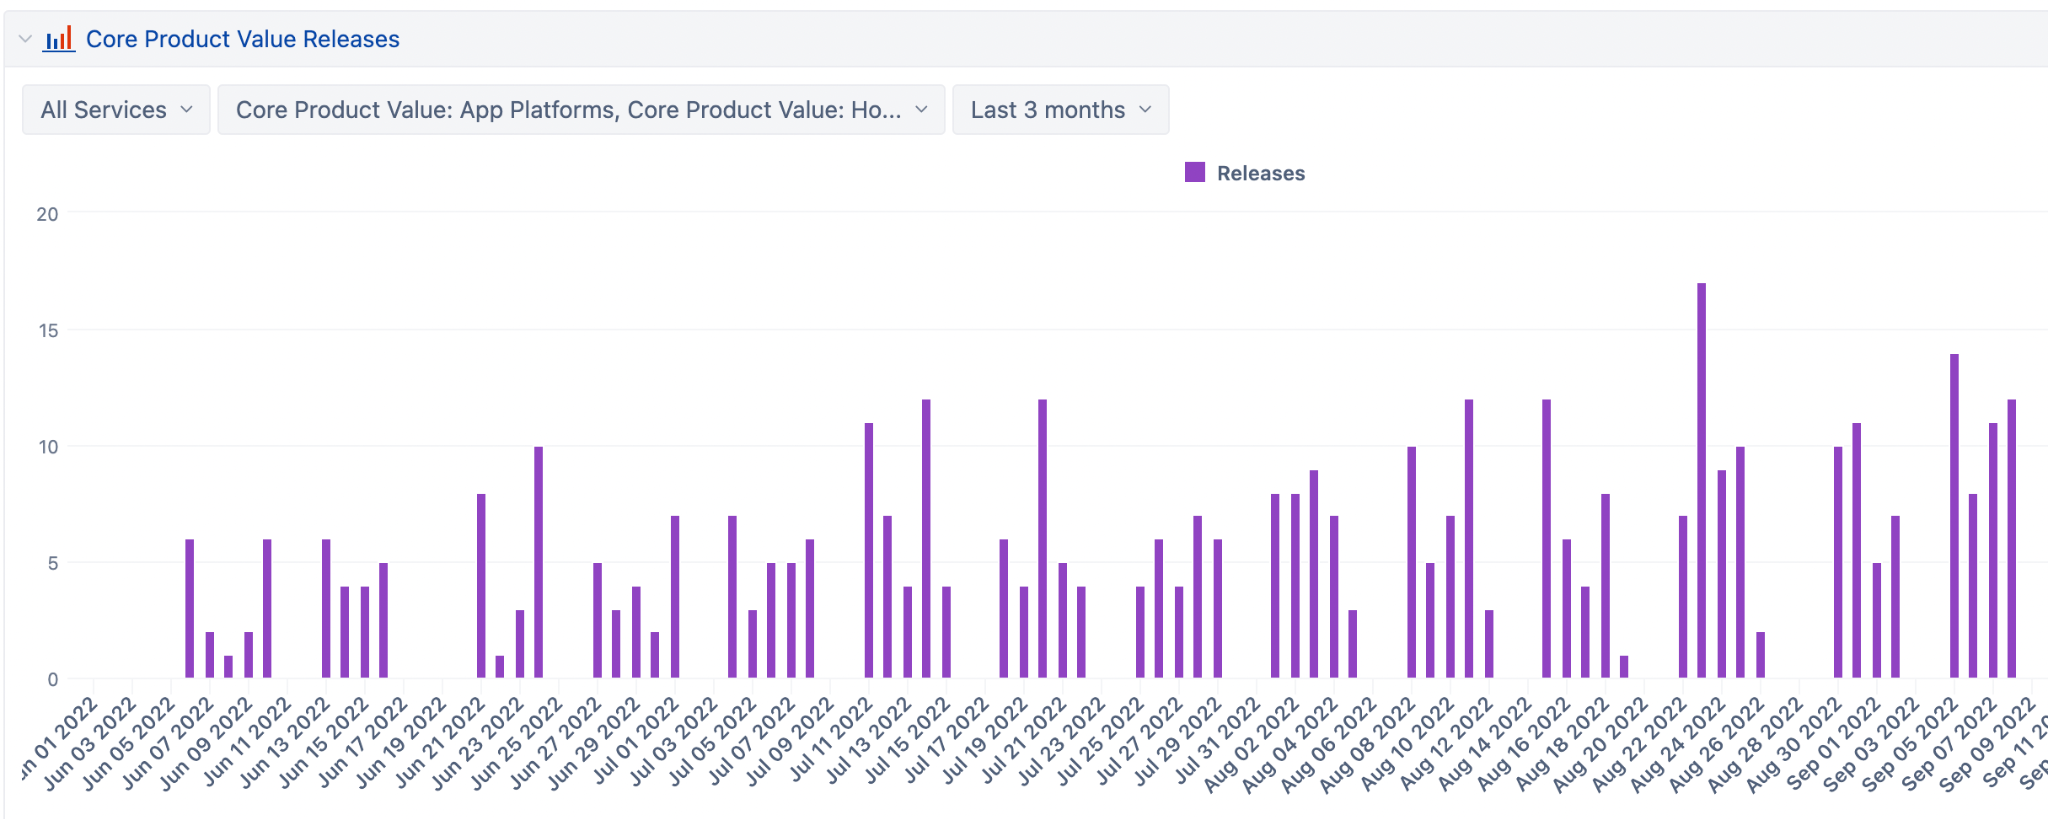 Core Product Value Releases
All Services
Core Product Value: App Platforms, Core Product Value: Ho...
Last 3 months
Releases
20
15
10
5
0
Jun 03 2022
Jun 05 2022
Jun 07 2022
Jun 09 2022
Jun 11 2022
Jun 13 2022
Jun 15 2022
Jun 17 2022
Jun 19 2022
Jun 21 2022
Jun 23 2022
Jun 25 2022
Jun 27 2022
Jun 29 2022
Jul 01 2022
Jul 03 2022
Jul 05 2022
Jul 07 2022
Jul 09 2022
Jul 11 2022
Jul 13 2022
Jul 15 2022
Jul 17 2022
Jul 19 2022
Jul 21 2022
Jul 23 2022
Jul 25 2022
Jul 27 2022
Jul 29 2022
Jul 31 2022
Aug 02 2022
Aug 04 2022
Aug 06 2022
Aug 08 2022
Aug 10 2022
Aug 12 2022
Aug 14 2022
Aug 16 2022
Aug 18 2022
Aug 20 2022
Aug 22 2022
Aug 24 2022
Aug 26 2022
Aug 28 2022
Aug 30 2022
Sep 01 2022
Sep 03 2022
Sep 05 2022
Sep 07 2022
Sep 09 2022
Sep 11
Sep